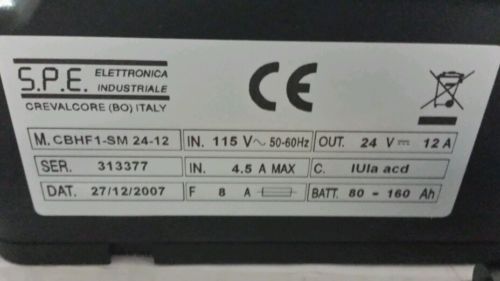 S.P.E. ELETTRONICA
INDUSTRIALE
CREVALCORE (BO) ITALY
CE
M. CBHF1-SM 24-12 IN. 115 V~ 50-60Hz OUT. 24 V⎓ 12 A
SER. 313377 IN. 4.5 A MAX C. IUIa acd
DAT. 27/12/2007 F 8 A BATT. 80 - 160 Ah